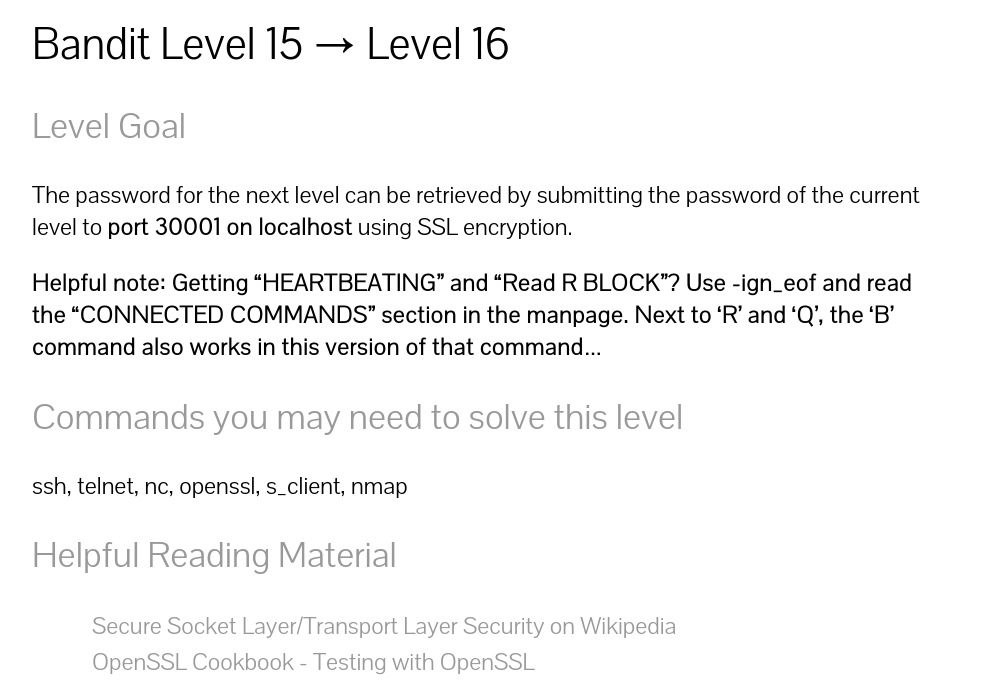 Bandit Level 15 → Level 16
Level Goal
The password for the next level can be retrieved by submitting the password of the current
level to port 30001 on localhost using SSL encryption.
Helpful note: Getting “HEARTBEATING” and “Read R BLOCK”? Use -ign_eof and read
the “CONNECTED COMMANDS” section in the manpage. Next to ‘R’ and ‘Q’, the ‘B’
command also works in this version of that command…
Commands you may need to solve this level
ssh, telnet, nc, openssl, s_client, nmap
Helpful Reading Material
Secure Socket Layer/Transport Layer Security on Wikipedia
OpenSSL Cookbook - Testing with OpenSSL